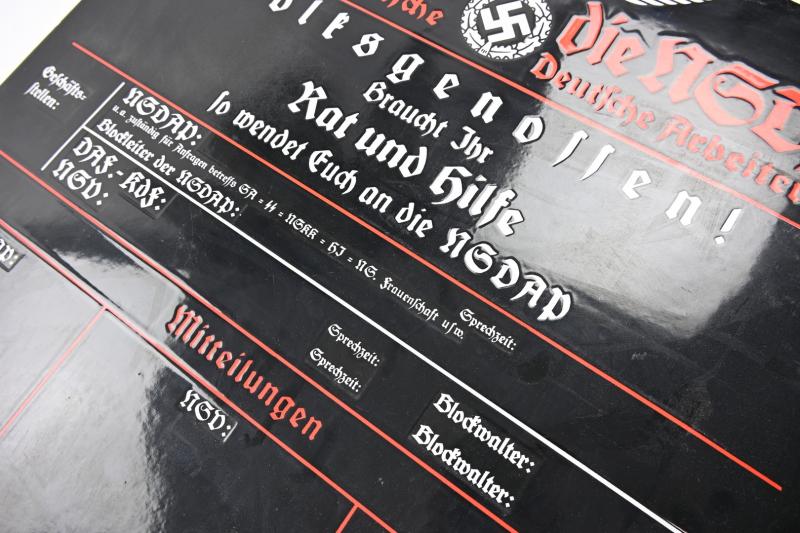 die NSD
Deutsche Arbeiter
Volksgenossen!
Braucht Ihr
Rat und Hilfe
so wendet Euch an die NSDAP
Geschäfts-
stellen:
NSDAP:
u.a. zuständig für Anfragen betreffs SA = SS = NSKK = HJ = NS. Frauenschaft usw.
Sprechzeit:
Blockleiter der NSDAP:
DAF.-KdF:
Sprechzeit:
Blockwalter:
NSV:
Sprechzeit:
Blockwalter:
Mitteilungen
NSV: